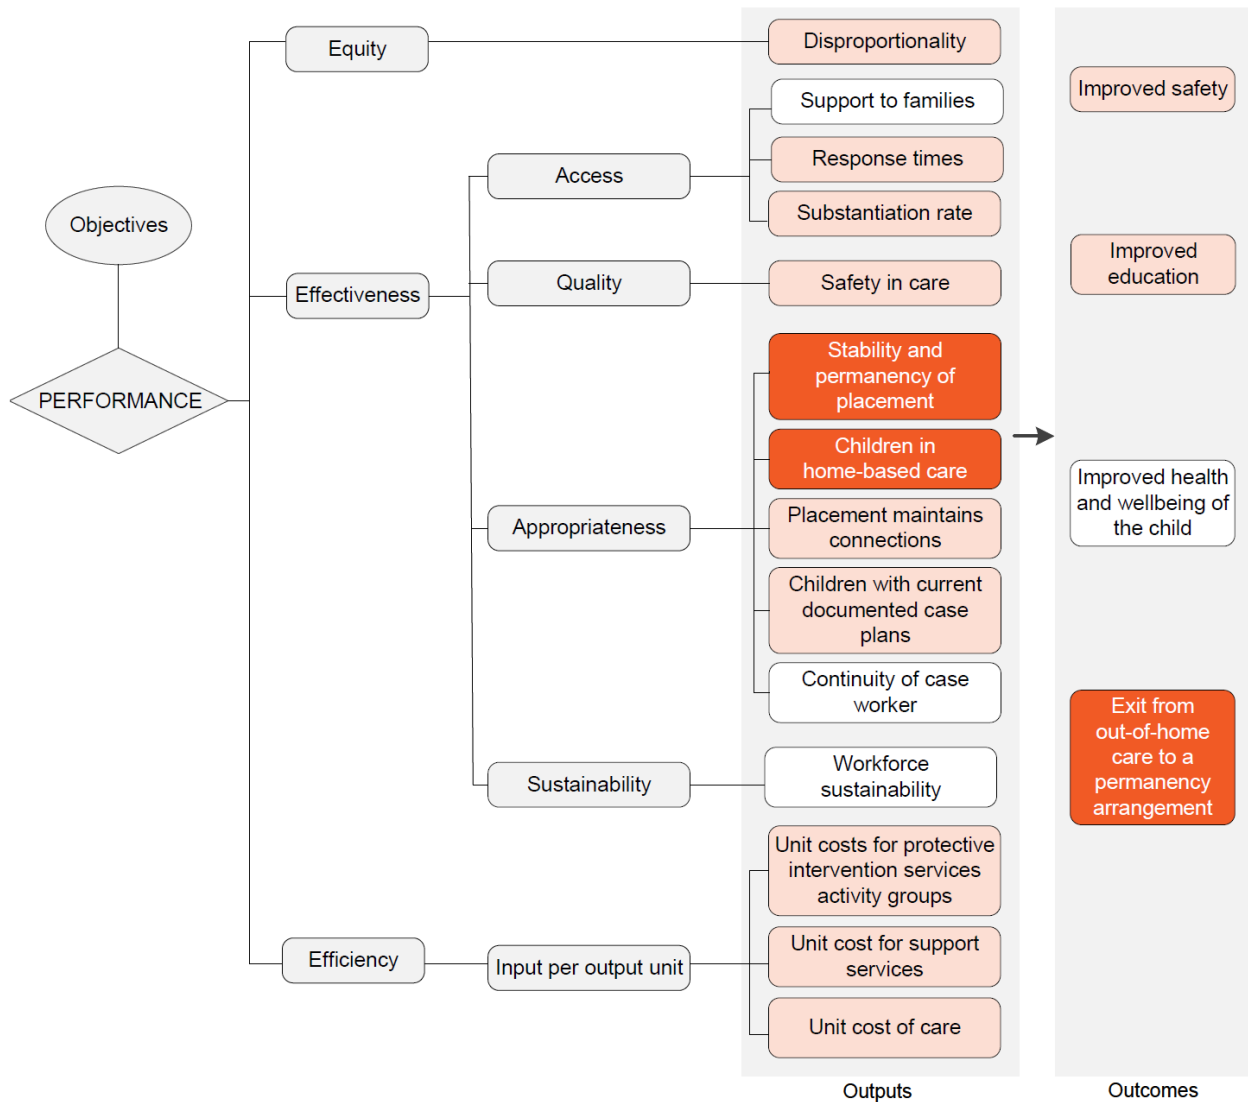 Objectives
PERFORMANCE
Equity
Effectiveness
Efficiency
Access
Quality
Appropriateness
Sustainability
Input per output unit
Disproportionality
Support to families
Response times
Substantiation rate
Safety in care
Stability and
permanency of
placement
Children in
home-based care
Placement maintains
connections
Children with current
documented case
plans
Continuity of case
worker
Workforce
sustainability
Unit costs for protective
intervention services
activity groups
Unit cost for support
services
Unit cost of care
Outputs
Improved safety
Improved
education
Improved health
and wellbeing of
the child
Exit from
out-of-home
care to a
permanency
arrangement
Outcomes